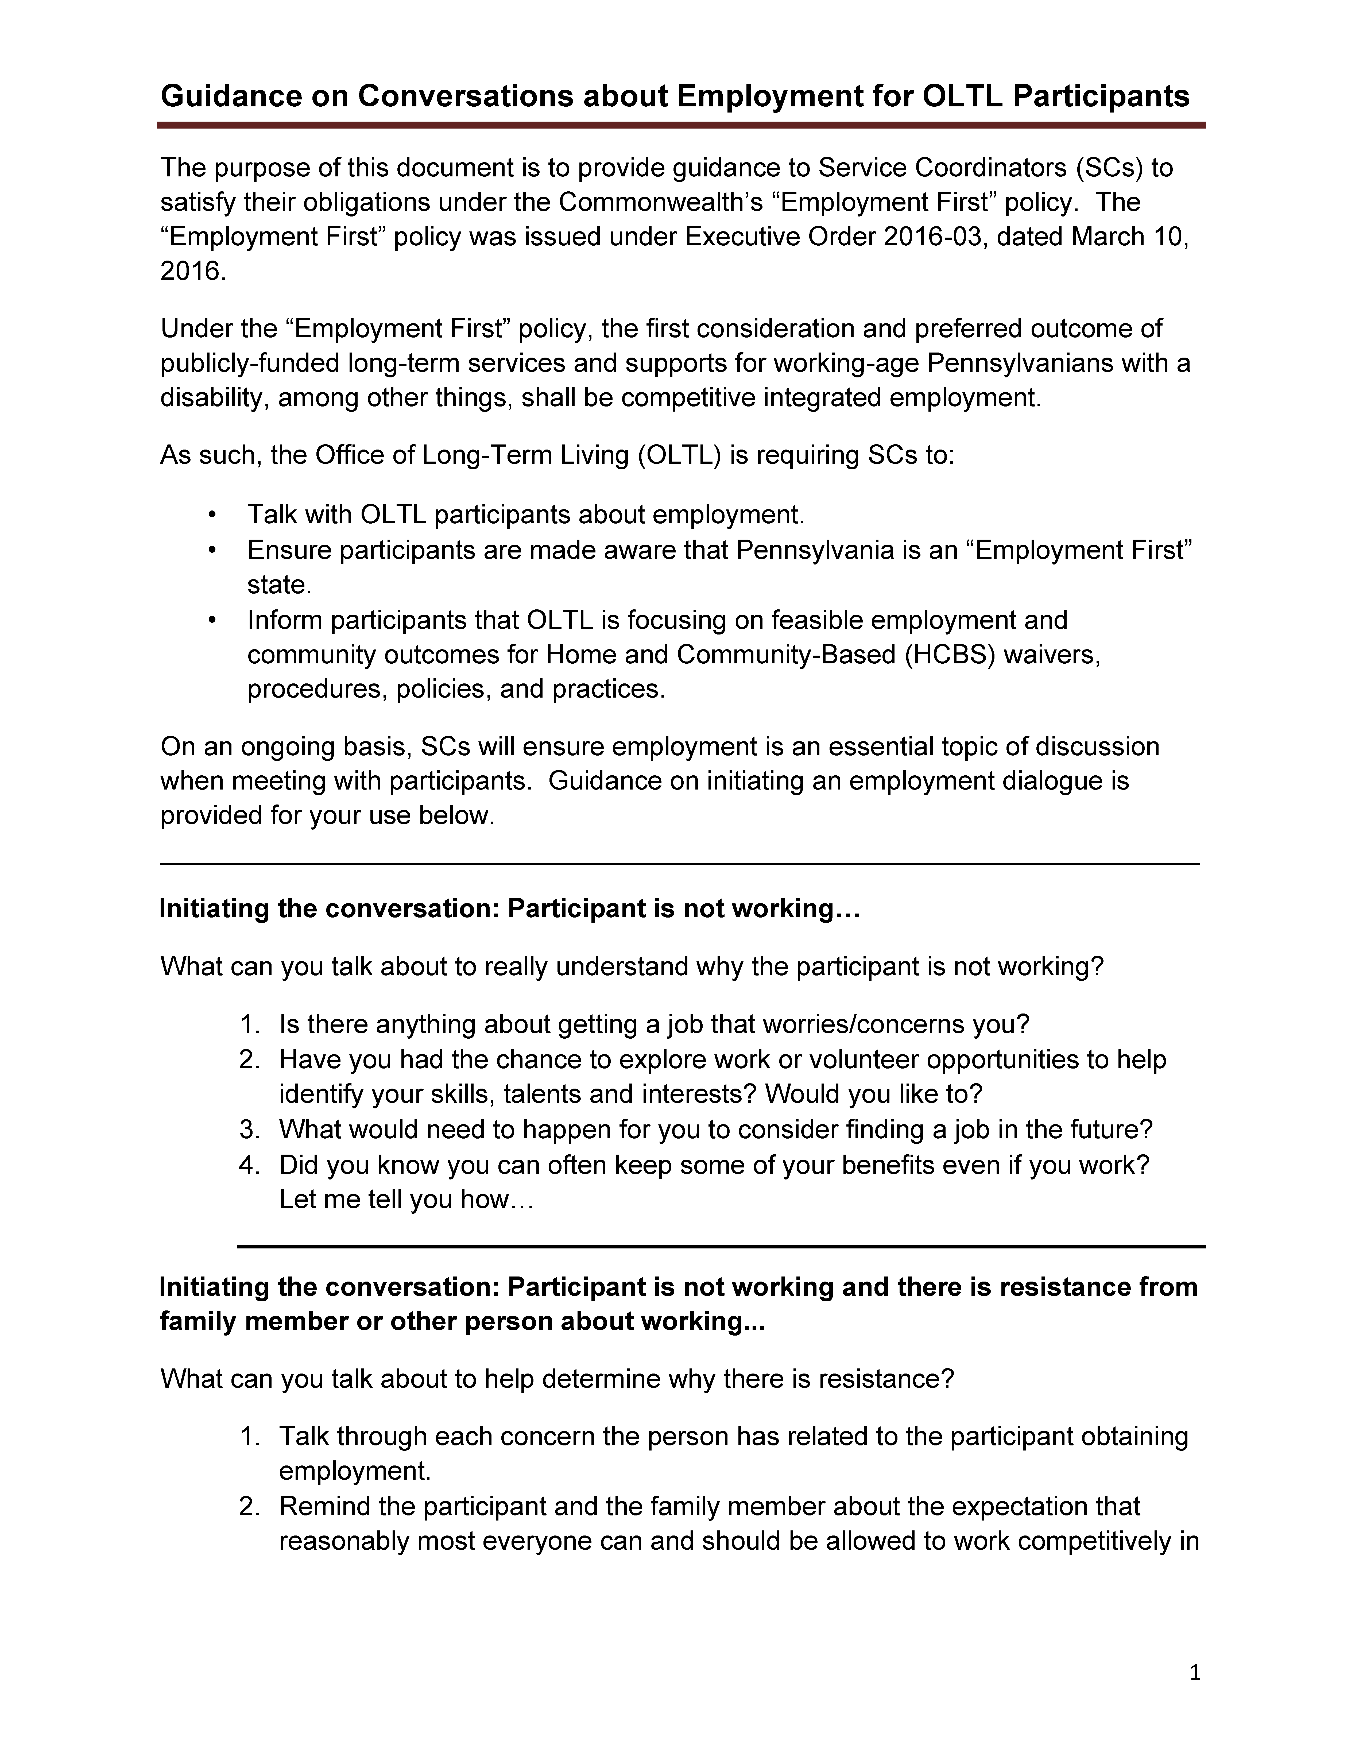 Guidance on Conversations about Employment for OLTL Participants
The purpose of this document is to provide guidance to Service Coordinators (SCs) to
satisfy their obligations under the Commonwealth’s “Employment First” policy.  The
“Employment First” policy was issued under Executive Order 2016-03, dated March 10,
2016.
Under the “Employment First” policy, the first consideration and preferred outcome of
publicly-funded long-term services and supports for working-age Pennsylvanians with a
disability, among other things, shall be competitive integrated employment.
As such, the Office of Long-Term Living (OLTL) is requiring SCs to:
• Talk with OLTL participants about employment.
• Ensure participants are made aware that Pennsylvania is an “Employment First”
state.
• Inform participants that OLTL is focusing on feasible employment and
community outcomes for Home and Community-Based (HCBS) waivers,
procedures, policies, and practices.
On an ongoing basis, SCs will ensure employment is an essential topic of discussion
when meeting with participants.  Guidance on initiating an employment dialogue is
provided for your use below.
Initiating the conversation: Participant is not working…
What can you talk about to really understand why the participant is not working?
1. Is there anything about getting a job that worries/concerns you?
2. Have you had the chance to explore work or volunteer opportunities to help
identify your skills, talents and interests? Would you like to?
3. What would need to happen for you to consider finding a job in the future?
4. Did you know you can often keep some of your benefits even if you work?
Let me tell you how…
Initiating the conversation: Participant is not working and there is resistance from
family member or other person about working...
What can you talk about to help determine why there is resistance?
1. Talk through each concern the person has related to the participant obtaining
employment.
2. Remind the participant and the family member about the expectation that
reasonably most everyone can and should be allowed to work competitively in
1